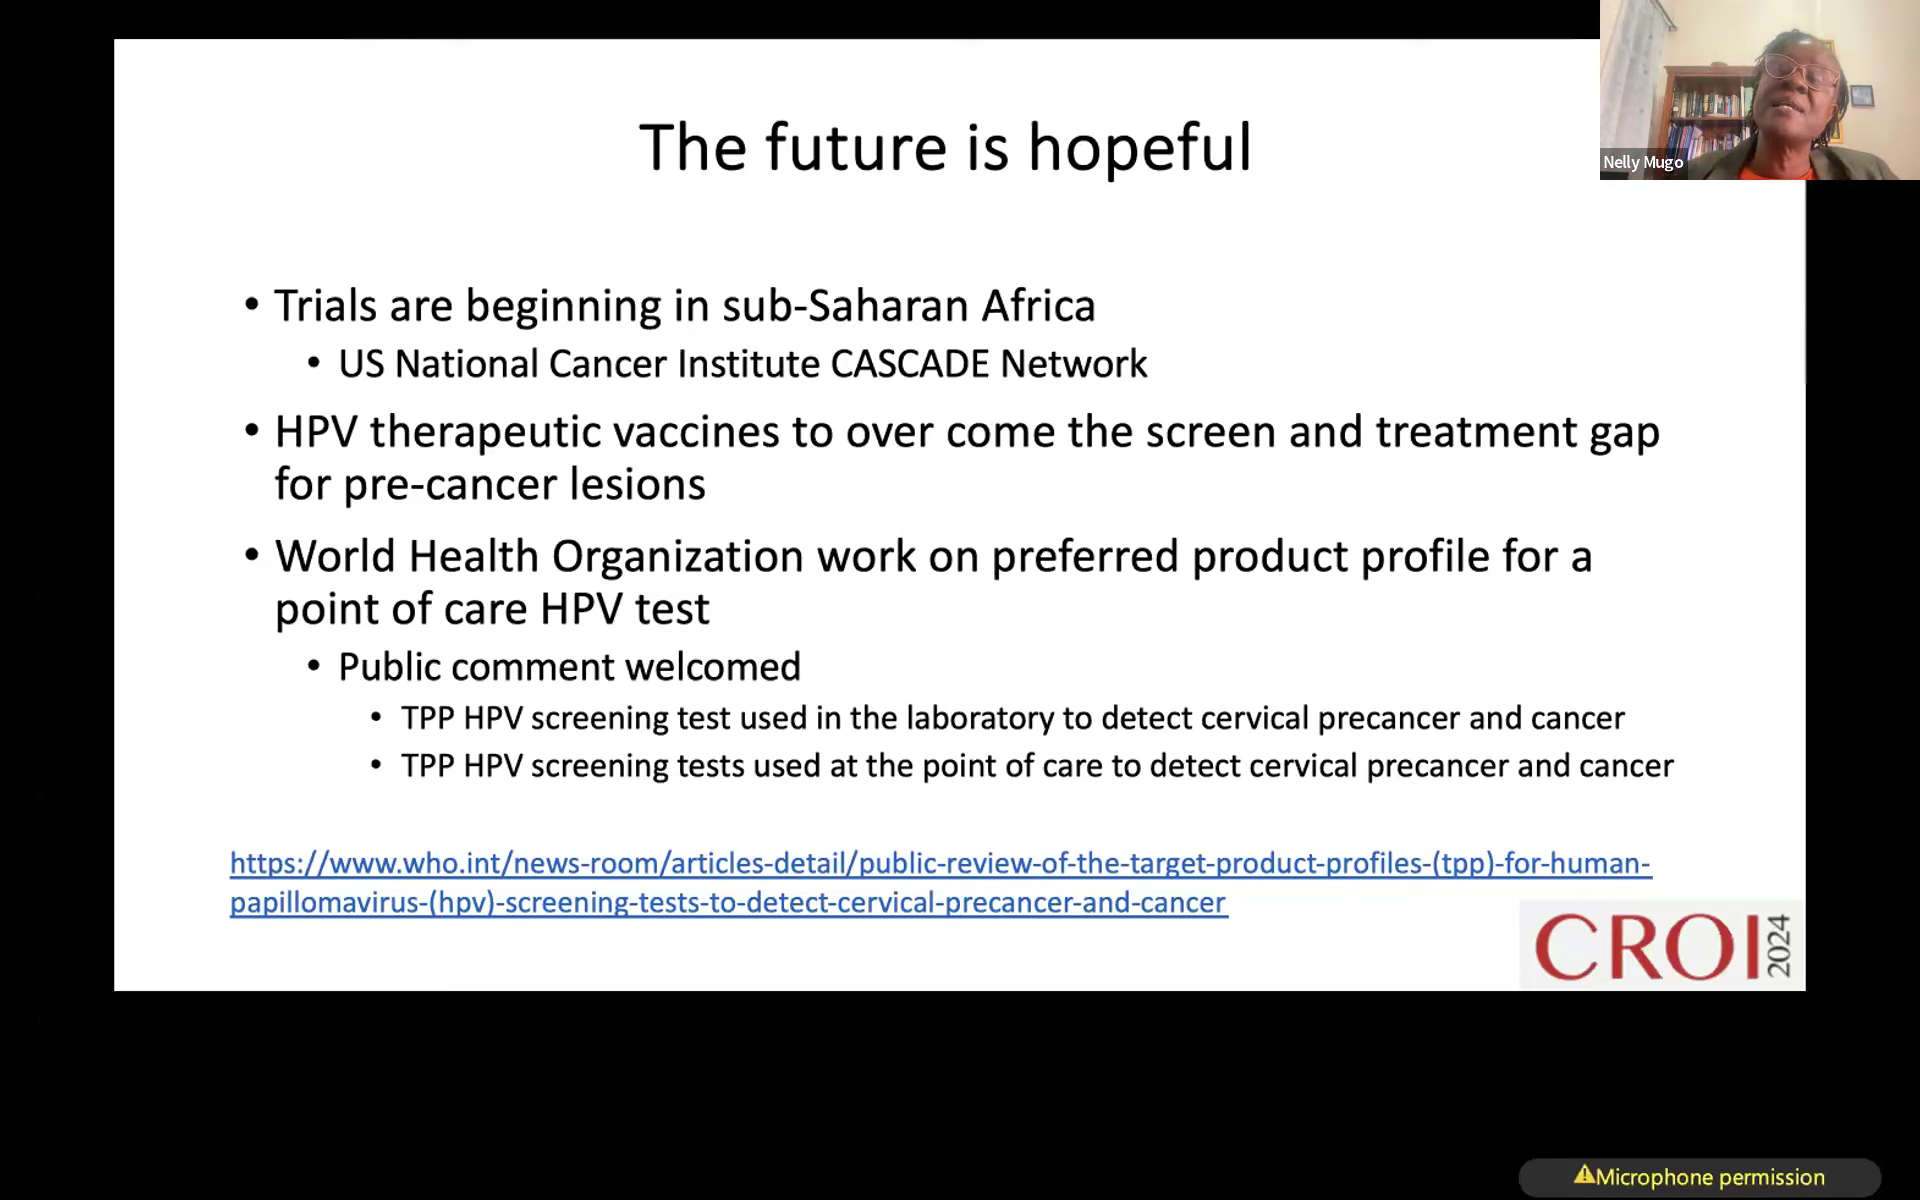 The future is hopeful
Nelly Mugo
• Trials are beginning in sub-Saharan Africa
• US National Cancer Institute CASCADE Network
• HPV therapeutic vaccines to over come the screen and treatment gap
for pre-cancer lesions
• World Health Organization work on preferred product profile for a
point of care HPV test
• Public comment welcomed
• TPP HPV screening test used in the laboratory to detect cervical precancer and cancer
• TPP HPV screening tests used at the point of care to detect cervical precancer and cancer
https://www.who.int/news-room/articles-detail/public-review-of-the-target-product-profiles-(tpp)-for-human-
papillomavirus-(hpv)-screening-tests-to-detect-cervical-precancer-and-cancer
CROI 2024
Microphone permission